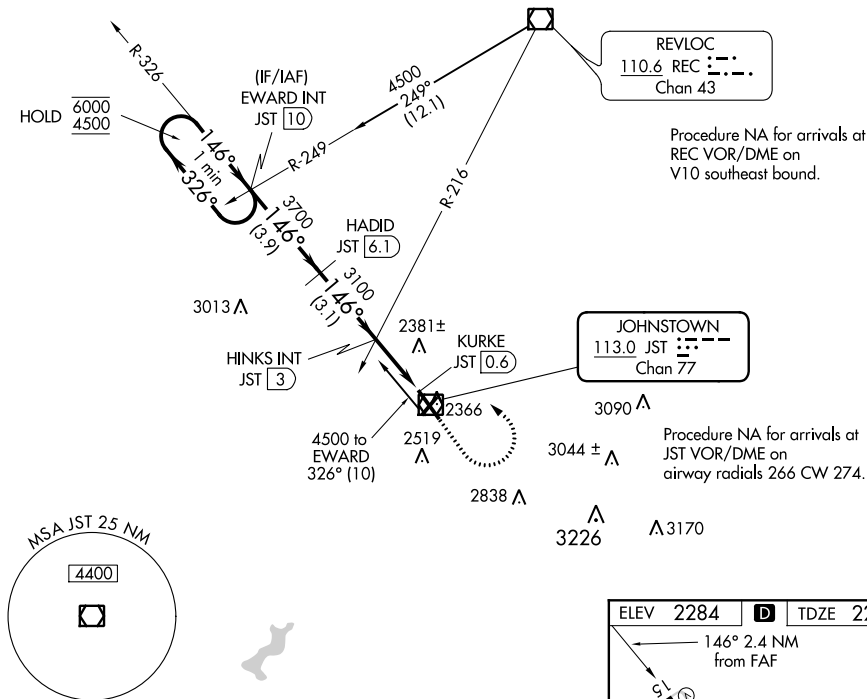 REVLOC
110.6 REC
Chan 43
Procedure NA for arrivals at
REC VOR/DME on
V10 southeast bound.
R-326
(IF/IAF)
EWARD INT
JST 10
4500
249°
(12.1)
HOLD 6000
4500
146°
1 min
326°
R-249
R-216
3700
146°
(3.9)
HADID
JST 6.1
3100
146°
(3.1)
3013
2381±
HINKS INT
JST 3
KURKE
JST 0.6
JOHNSTOWN
113.0 JST
Chan 77
2366
3090
4500 to
EWARD
326° (10)
2519
3044 ±
Procedure NA for arrivals at
JST VOR/DME on
airway radials 266 CW 274.
2838
3226
3170
MSA JST 25 NM
4400
ELEV 2284 D TDZE
146° 2.4 NM
from FAF
15